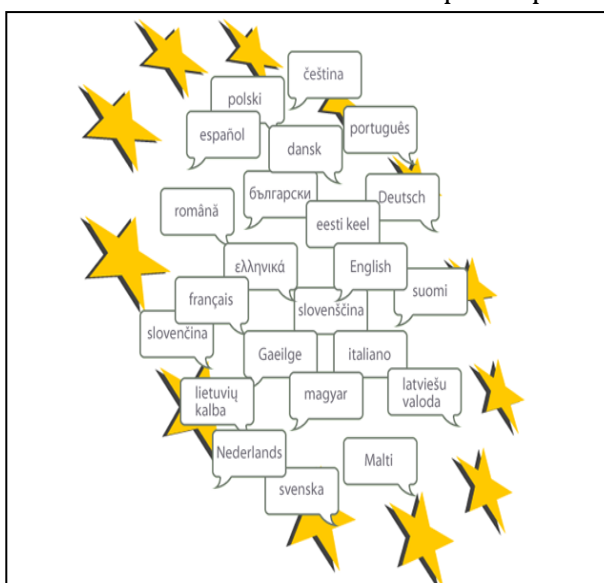 čeština
polski
português
español
dansk
български
Deutsch
română
eesti keel
ελληνικά
English
suomi
français
slovenščina
slovenčina
Gaeilge
italiano
latviešu
valoda
lietuvių
kalba
magyar
Nederlands
Malti
svenska